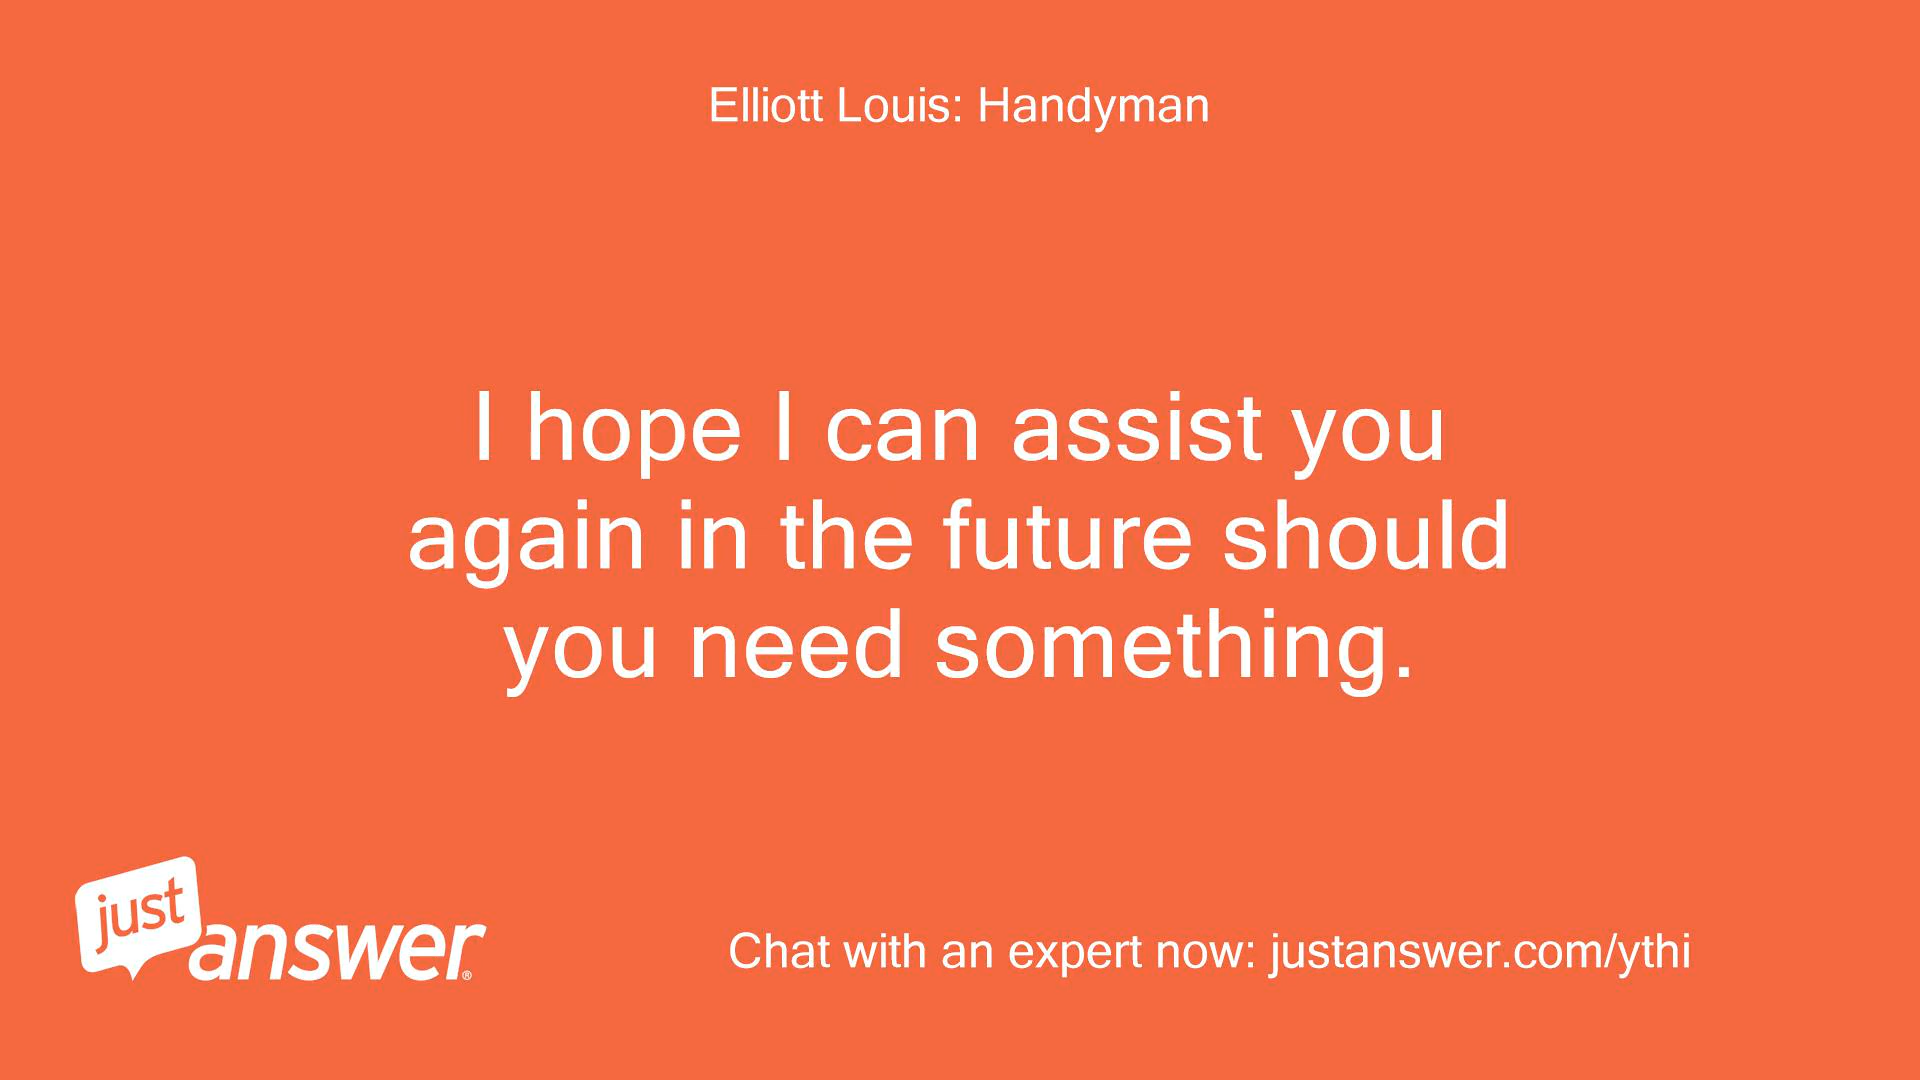 Elliott Louis: Handyman
I hope I can assist you
again in the future should
you need something.
just
answer®
Chat with an expert now: justanswer.com/ythi